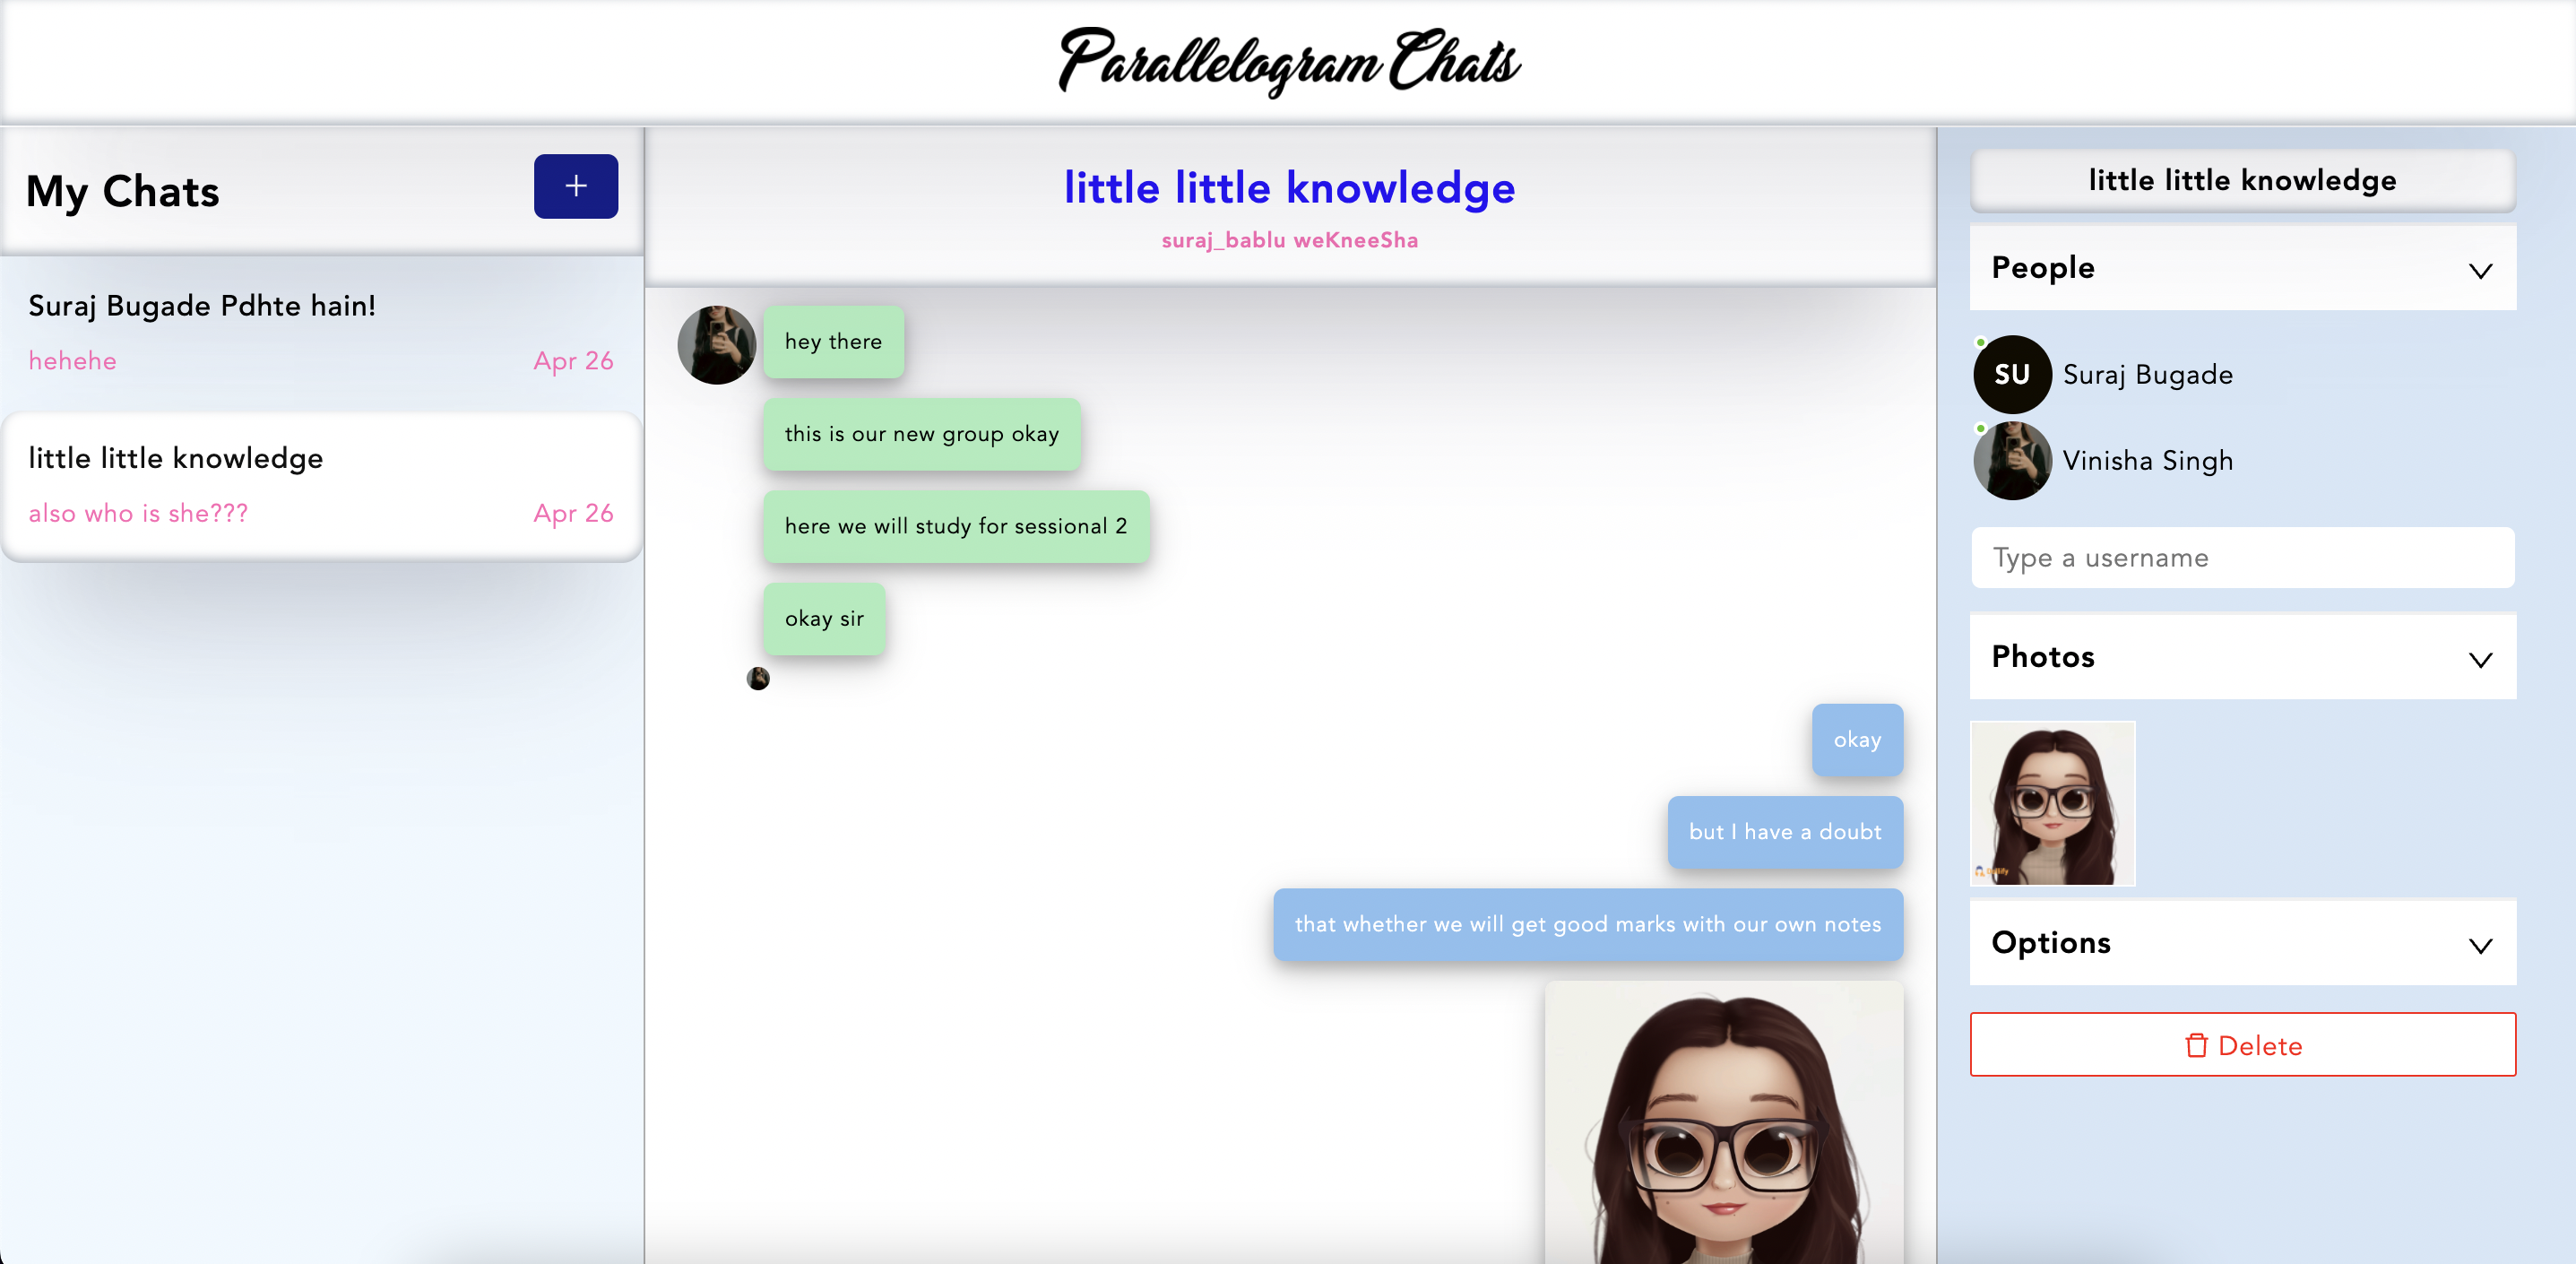 Parallelogram Chats
My Chats
+
Suraj Bugade Pdhte hain!
hehehe
Apr 26
little little knowledge
also who is she???
Apr 26
little little knowledge
suraj_bablu weKneeSha
hey there
this is our new group okay
here we will study for sessional 2
okay sir
okay
but I have a doubt
that whether we will get good marks with our own notes
little little knowledge
People
SU
Suraj Bugade
Vinisha Singh
Type a username
Photos
Options
Delete